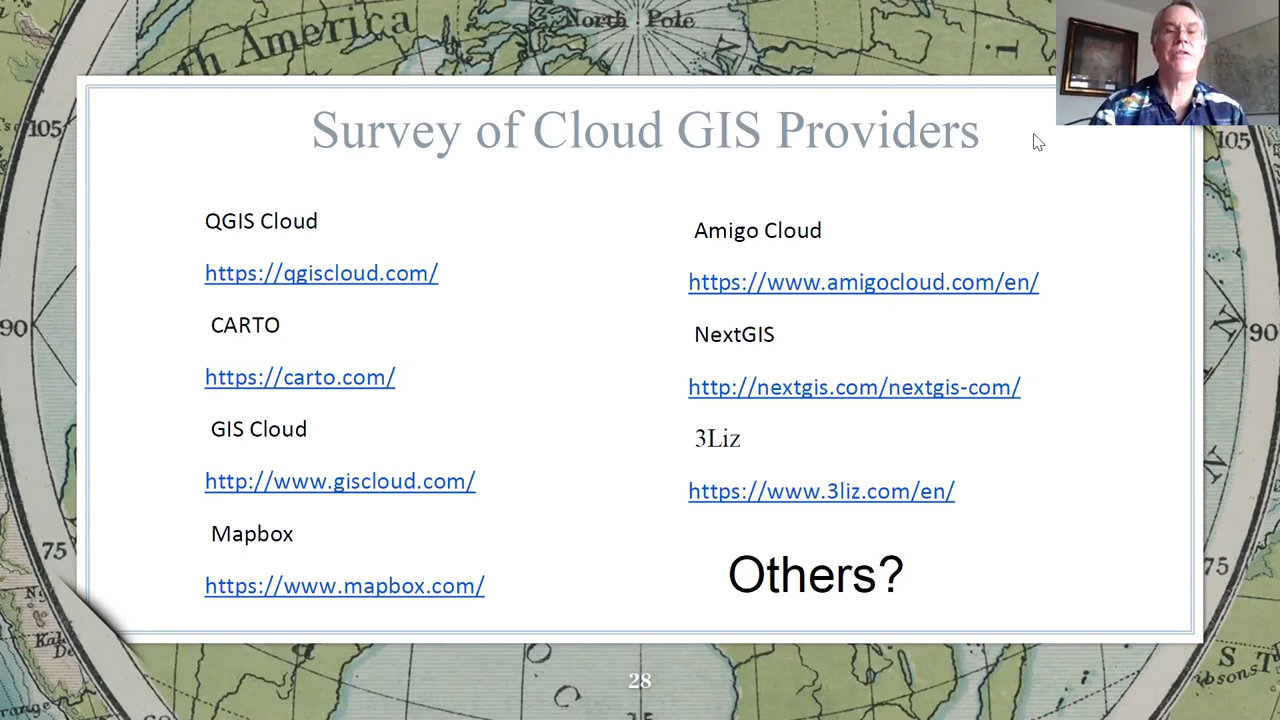 North Pole
th America
105
105
Survey of Cloud GIS Providers
QGIS Cloud
https://qgiscloud.com/
CARTO
https://carto.com/
GIS Cloud
http://www.giscloud.com/
Mapbox
https://www.mapbox.com/
Amigo Cloud
https://www.amigocloud.com/en/
NextGIS
http://nextgis.com/nextgis-com/
3Liz
https://www.3liz.com/en/
Others?
90
90
N
N
75
75
28